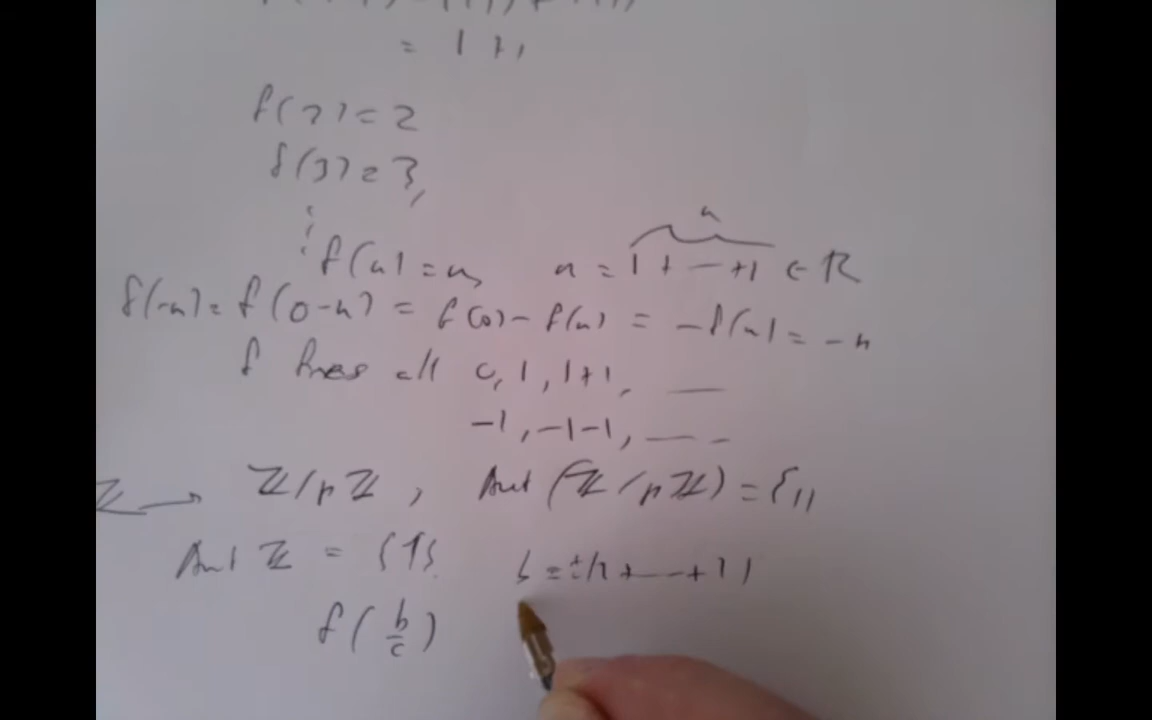 = 1+1
f(2) = 2
f(3) = 3,
⋮ f(n) = n, n = 1 + — + 1 ∈ R
n
f(-n) = f(0-n) = f(0) - f(n) = -f(n) = -n
f fixes all 0, 1, 1+1, ___
-1, -1-1, ___ -
ℤ → ℤ/pℤ, Aut(ℤ/pℤ) = {1}
Aut ℤ = {1}. b = ±(1 + — + 1)
f(b/c)